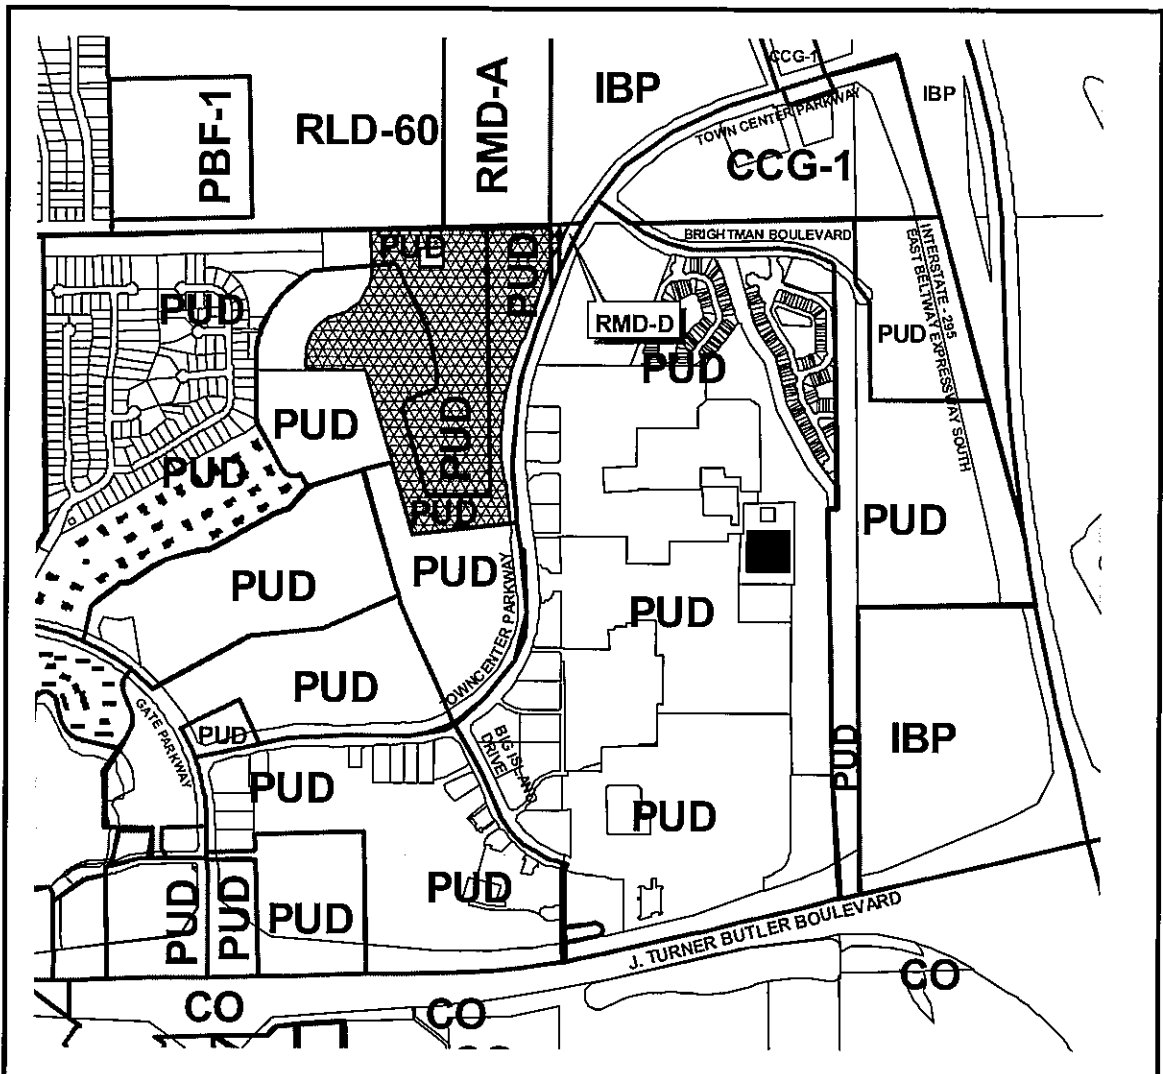 CCG-1
IBP
RMD-A
IBP
PBF-1
RLD-60
TOWN CENTER PARKWAY
CCG-1
PUD
PUD
BRIGHTMAN BOULEVARD
INTERSTATE - 295
EAST BELTWAY EXPRESSWAY SOUTH
PUD
RMD-D
PUD
PUD
PUD
PUD
PUD
PUD
PUD
PUD
PUD
PUD
PUD
TOWNCENTER PARKWAY
PUD
GATE PARKWAY
PUD
BIG ISLAND
DRIVE
PUD
IBP
PUD
PUD
PUD
PUD
PUD
PUD
J. TURNER BUTLER BOULEVARD
CO
CO
CO